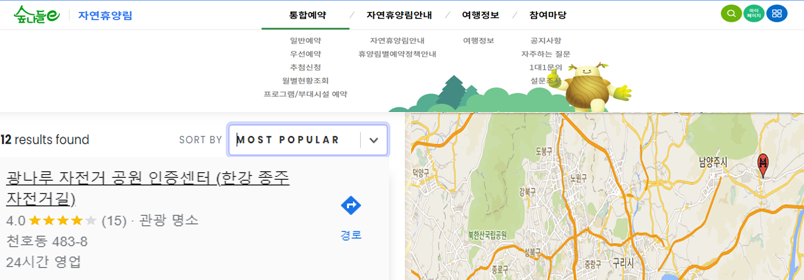 숲나들e 자연휴양림
통합예약 자연휴양림안내 여행정보 참여마당
일반예약 자연휴양림안내 여행정보 공지사항
우선예약 휴양림별예약정책안내 자주하는 질문
추첨신청 1대1문의
월별현황조회 설문조사
프로그램/부대시설 예약
12 results found SORT BY MOST POPULAR
광나루 자전거 공원 인증센터 (한강 종주
자전거길)
4.0 (15) · 관광 명소
천호동 483-8
24시간 영업
경로
도봉구
남양주시
노원구
강북구
북한산국립공원
성북구
중랑구
구리시
종로구
덕양구